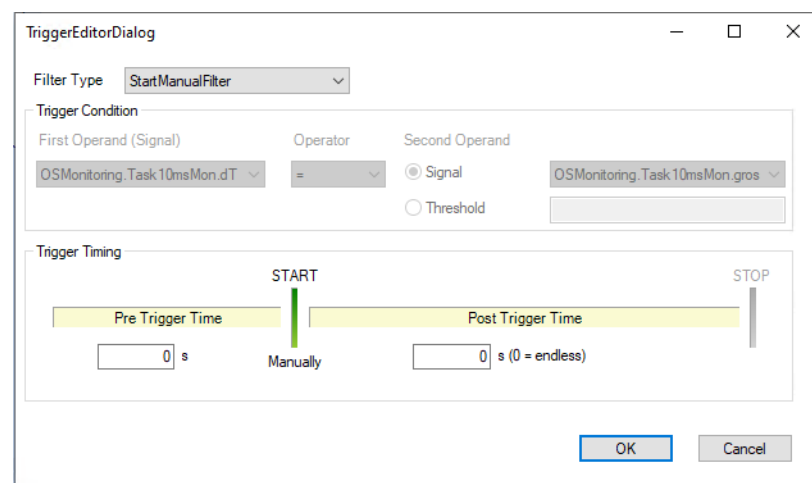 TriggerEditorDialog
Filter Type StartManualFilter
Trigger Condition
First Operand (Signal) Operator Second Operand
OSMonitoring.Task10msMon.dT = Signal OSMonitoring.Task10msMon.gros
Threshold
Trigger Timing
START STOP
Pre Trigger Time Post Trigger Time
0 s Manually 0 s (0 = endless)
OK Cancel